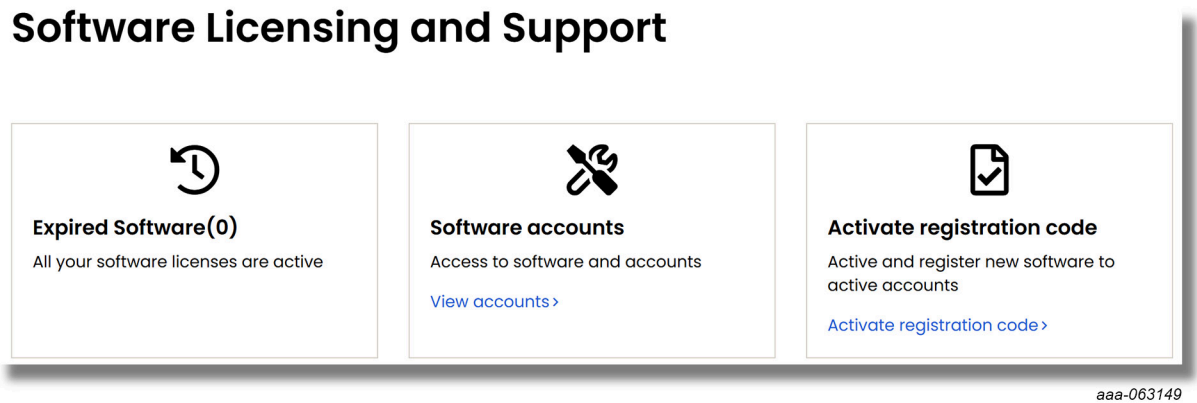 Software Licensing and Support
Expired Software(0)
All your software licenses are active
Software accounts
Access to software and accounts
View accounts>
Activate registration code
Active and register new software to
active accounts
Activate registration code>
aaa-063149